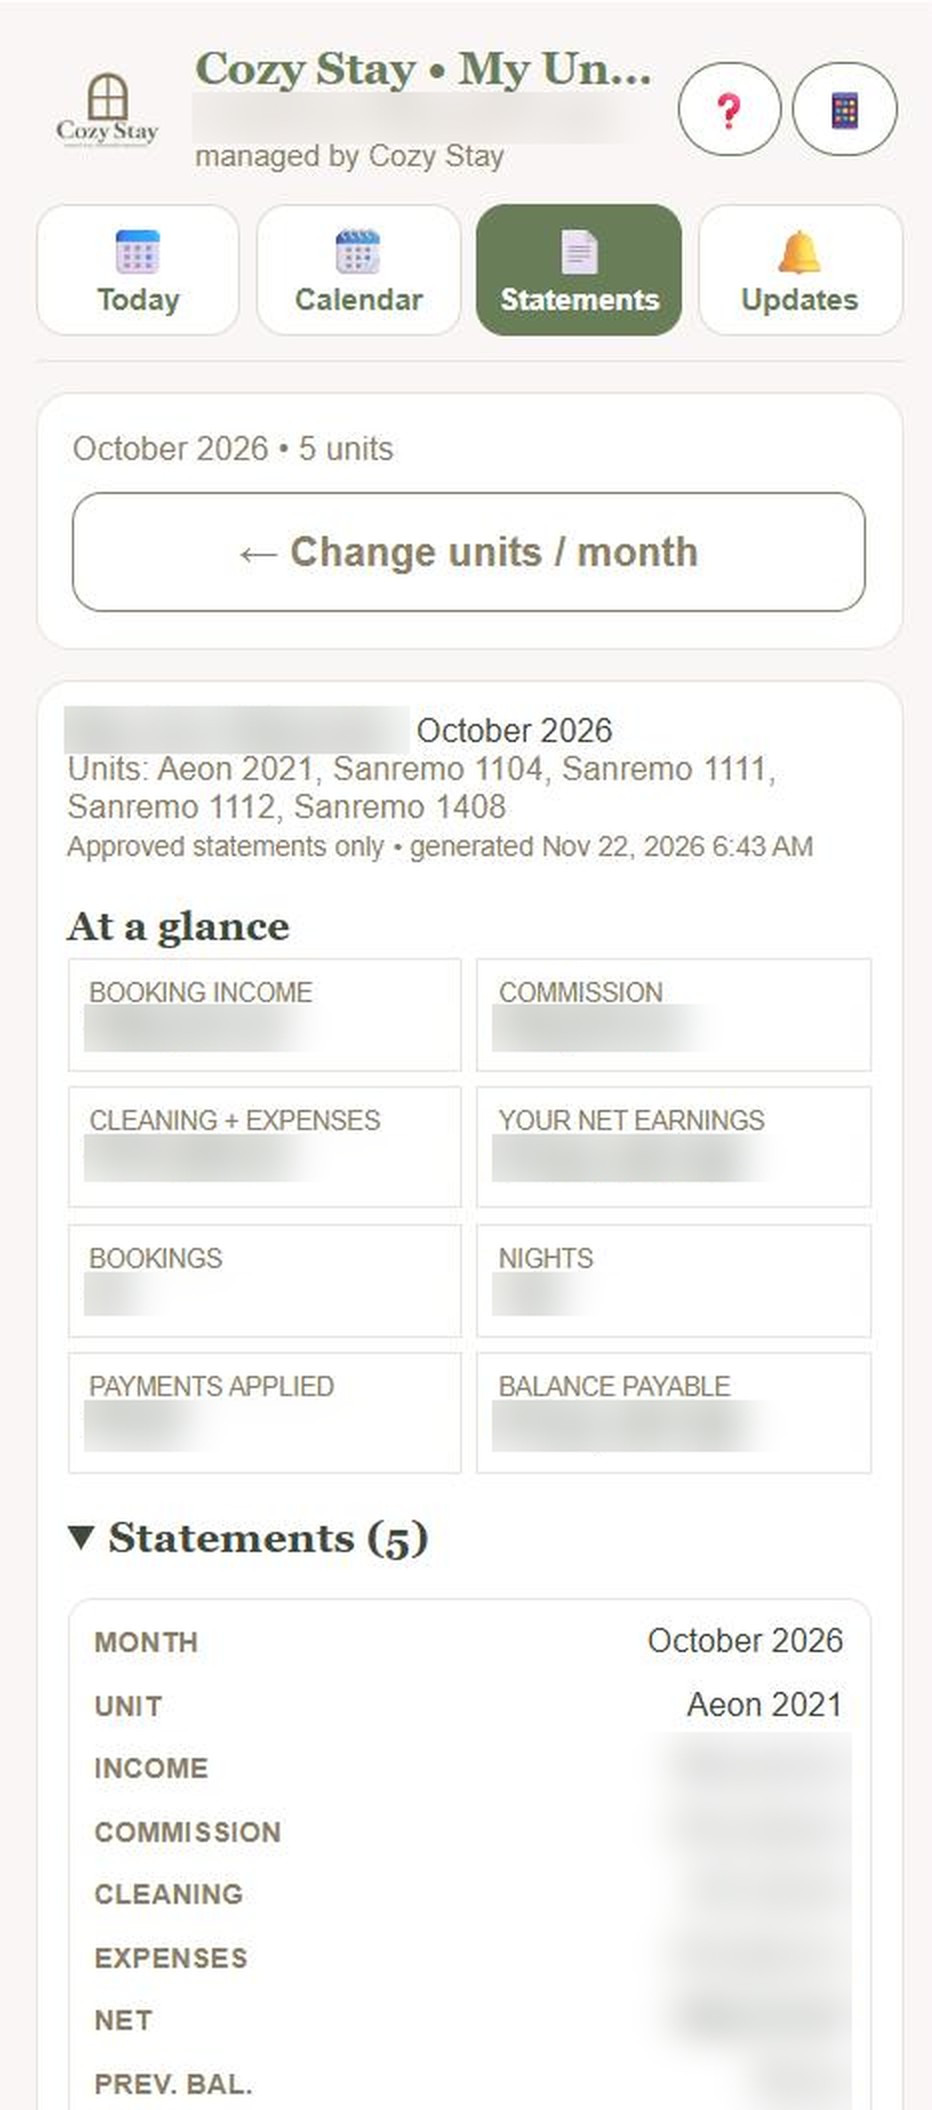 Cozy Stay • My Un...
Cozy Stay
managed by Cozy Stay
Today
Calendar
Statements
Updates
October 2026 • 5 units
← Change units / month
October 2026
Units: Aeon 2021, Sanremo 1104, Sanremo 1111,
Sanremo 1112, Sanremo 1408
Approved statements only • generated Nov 22, 2026 6:43 AM
At a glance
BOOKING INCOME
COMMISSION
CLEANING + EXPENSES
YOUR NET EARNINGS
BOOKINGS
NIGHTS
PAYMENTS APPLIED
BALANCE PAYABLE
▼ Statements (5)
MONTH October 2026
UNIT Aeon 2021
INCOME
COMMISSION
CLEANING
EXPENSES
NET
PREV. BAL.